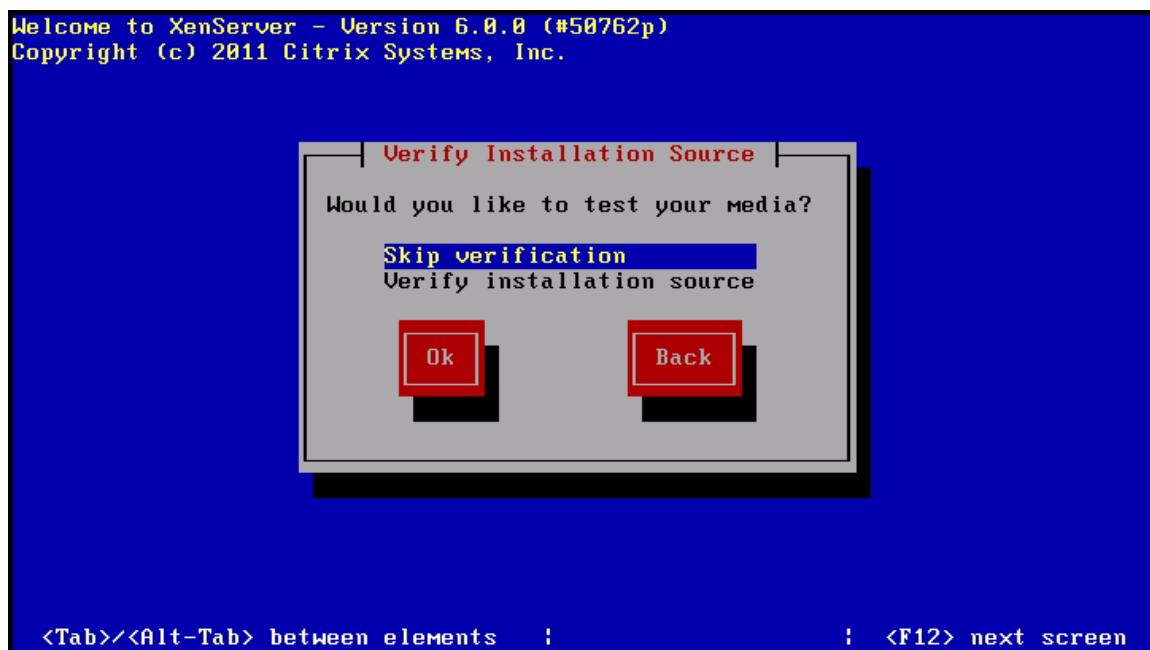 Welcome to XenServer - Version 6.0.0 (#50762p)
Copyright (c) 2011 Citrix Systems, Inc.
Verify Installation Source
Would you like to test your media?
Skip verification
Verify installation source
Ok Back
<Tab>/<Alt-Tab> between elements ¦ ¦ <F12> next screen